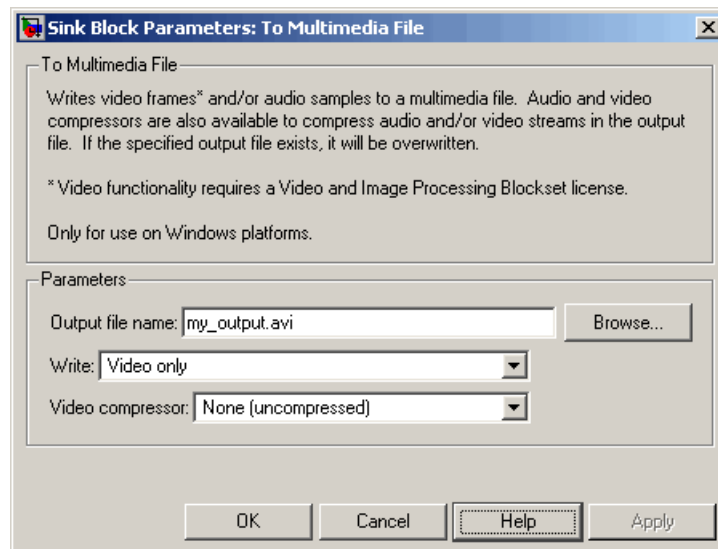 Sink Block Parameters: To Multimedia File
To Multimedia File
Writes video frames* and/or audio samples to a multimedia file.  Audio and video
compressors are also available to compress audio and/or video streams in the output
file.  If the specified output file exists, it will be overwritten.
* Video functionality requires a Video and Image Processing Blockset license.
Only for use on Windows platforms.
Parameters
Output file name: my_output.avi Browse...
Write: Video only
Video compressor: None (uncompressed)
OK Cancel Help Apply